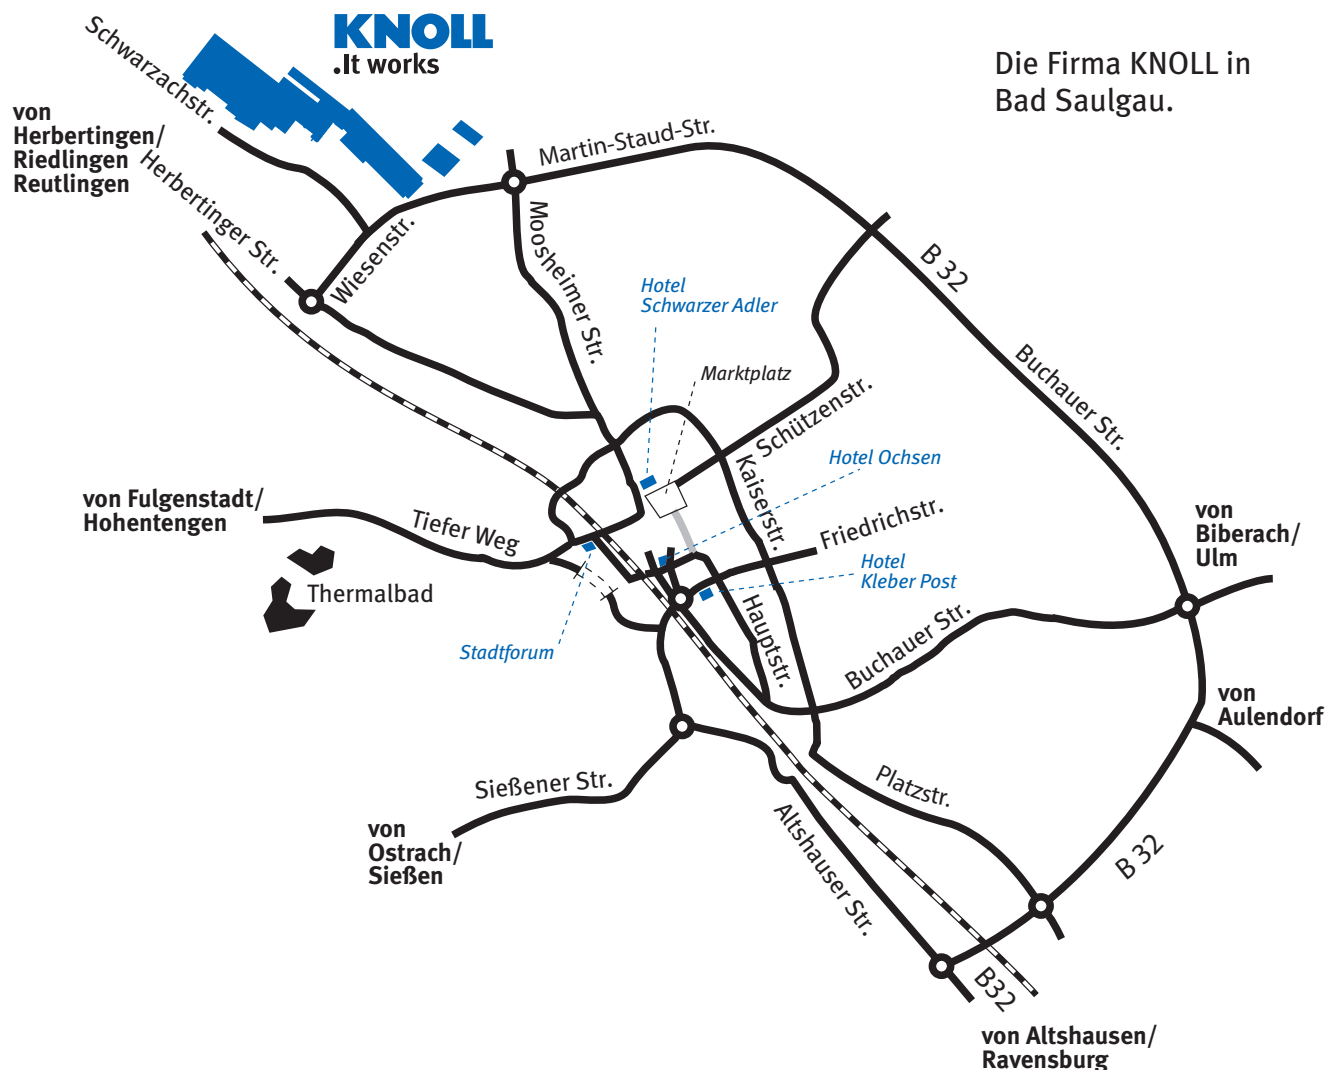 KNOLL
.It works
Die Firma KNOLL in
Bad Saulgau.
Schwarzachstr.
von
Herbertingen/
Riedlingen
Reutlingen
Herbertinger Str.
Wiesenstr.
Martin-Staud-Str.
Moosheimer Str.
B 32
Hotel
Schwarzer Adler
Marktplatz
Schützenstr.
Buchauer Str.
Kaiserstr.
Hotel Ochsen
von Fulgenstadt/
Hohentengen
Tiefer Weg
Friedrichstr.
von
Biberach/
Ulm
Hotel
Kleber Post
Thermalbad
Stadtforum
Hauptstr.
Buchauer Str.
von
Aulendorf
Sießener Str.
Platzstr.
von
Ostrach/
Sießen
Altshauser Str.
B 32
B32
von Altshausen/
Ravensburg